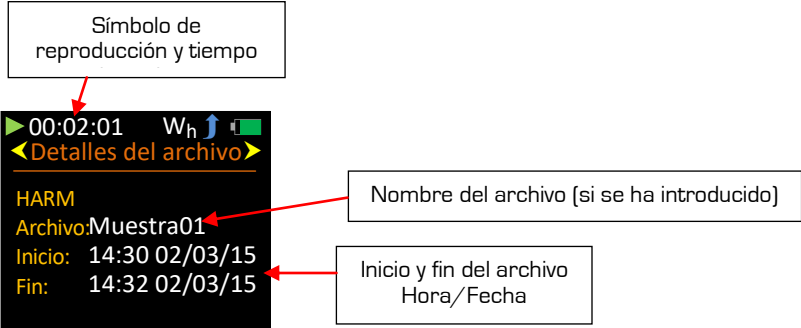 Símbolo de
reproducción y tiempo
00:02:01 Wh
Detalles del archivo
HARM
Archivo:Muestra01
Inicio: 14:30 02/03/15
Fin: 14:32 02/03/15
Nombre del archivo (si se ha introducido)
Inicio y fin del archivo
Hora/Fecha